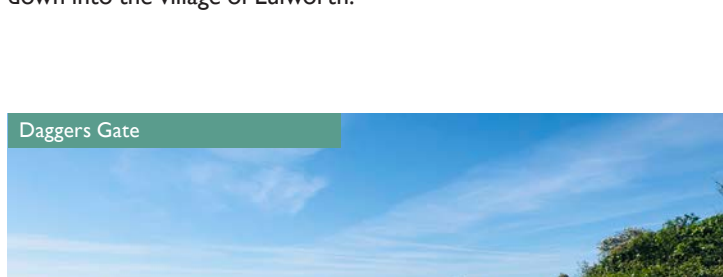 down into the village of Lulworth.
Daggers Gate